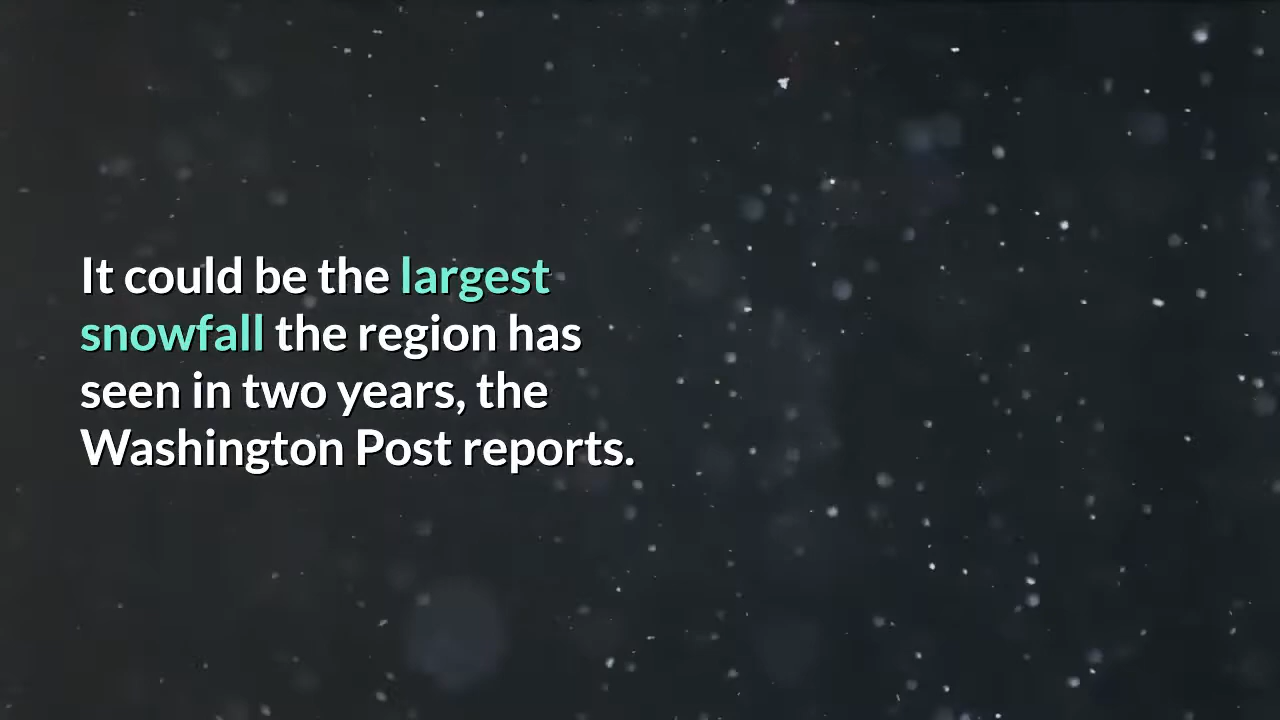 It could be the largest
snowfall the region has
seen in two years, the
Washington Post reports.